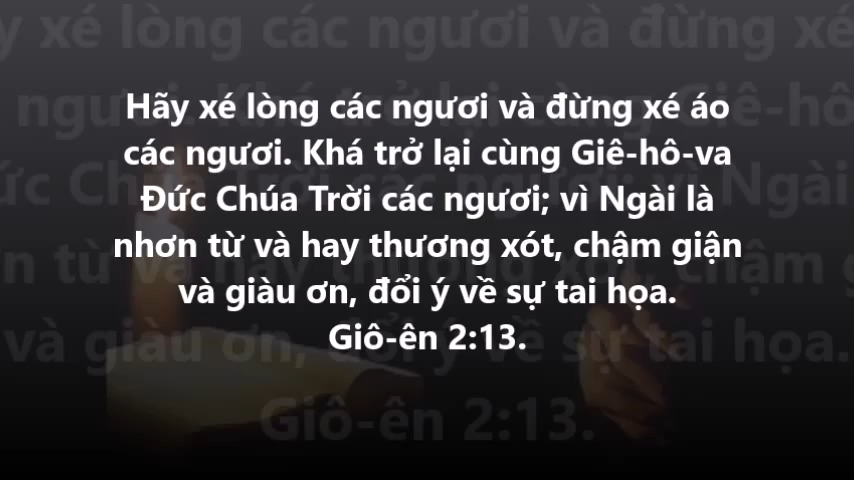 Hãy xé lòng các ngươi và đừng xé áo
các ngươi. Khá trở lại cùng Giê-hô-va
Đức Chúa Trời các ngươi; vì Ngài là
nhơn từ và hay thương xót, chậm giận
và giàu ơn, đổi ý về sự tai họa.
Giô-ên 2:13.